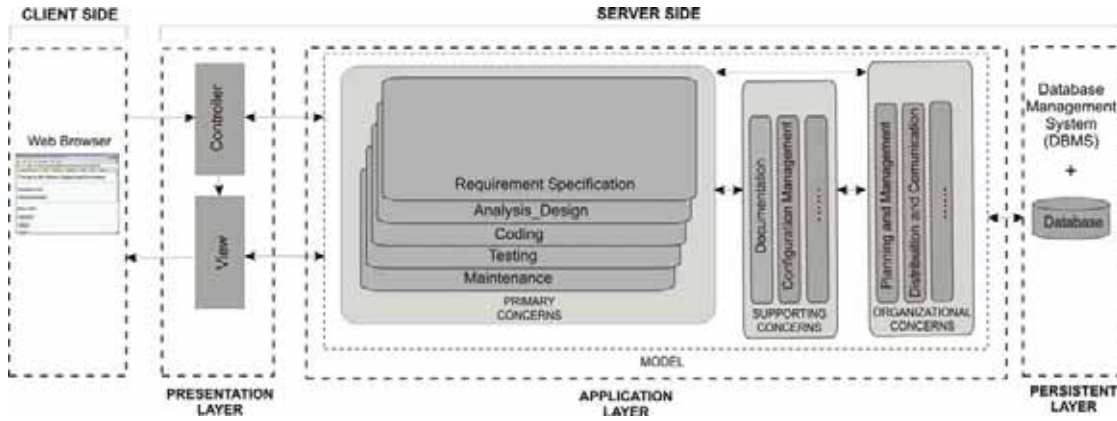 CLIENT SIDE
SERVER SIDE
Web Browser
Controller
View
PRESENTATION
LAYER
Requirement Specification
Analysis_Design
Coding
Testing
Maintenance
PRIMARY
CONCERNS
Documentation
Configuration Management
......
SUPPORTING
CONCERNS
Planning and Management
Distribution and Comunication
......
ORGANIZATIONAL
CONCERNS
MODEL
APPLICATION
LAYER
Database
Management
System
(DBMS)
+
Database
PERSISTENT
LAYER